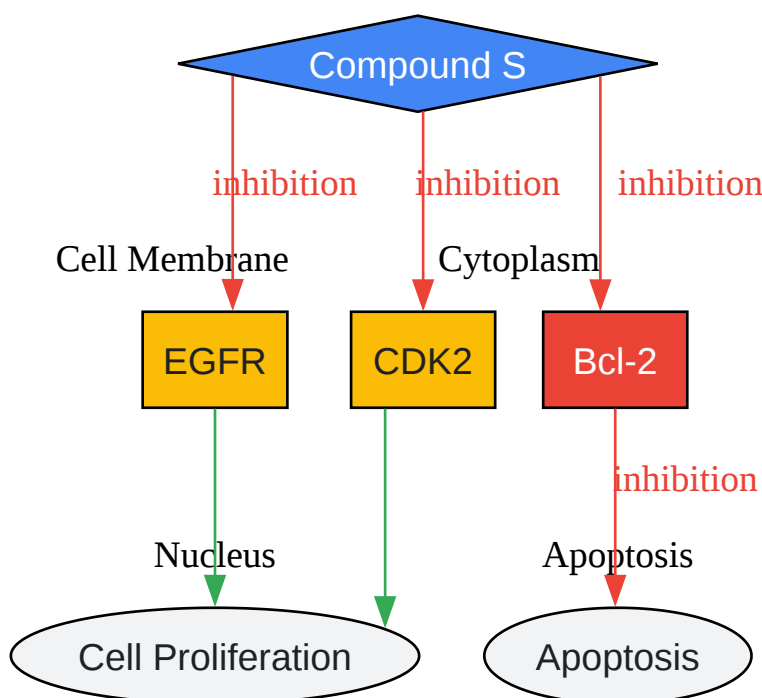 Compound S
inhibition
inhibition
inhibition
Cell Membrane
Cytoplasm
EGFR
CDK2
Bcl-2
inhibition
Nucleus
Apoptosis
Cell Proliferation
Apoptosis